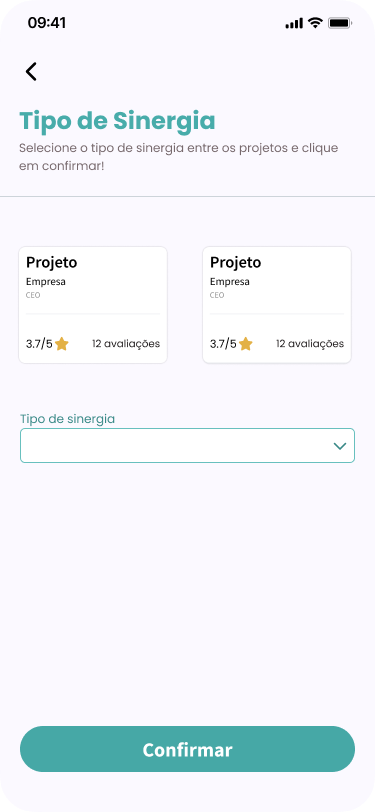 09:41
Tipo de Sinergia
Selecione o tipo de sinergia entre os projetos e clique
em confirmar!
Projeto
Empresa
CEO
3.7/5 12 avaliações
Projeto
Empresa
CEO
3.7/5 12 avaliações
Tipo de sinergia
Confirmar